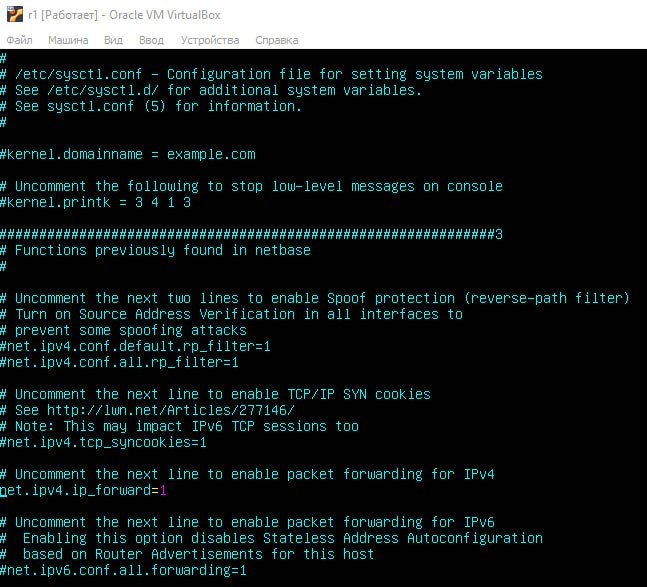 r1 [Работает] - Oracle VM VirtualBox
Файл Машина Вид Ввод Устройства Справка
#
# /etc/sysctl.conf - Configuration file for setting system variables
# See /etc/sysctl.d/ for additional system variables.
# See sysctl.conf (5) for information.
#
#kernel.domainname = example.com
# Uncomment the following to stop low-level messages on console
#kernel.printk = 3 4 1 3
##############################################################3
# Functions previously found in netbase
#
# Uncomment the next two lines to enable Spoof protection (reverse-path filter)
# Turn on Source Address Verification in all interfaces to
# prevent some spoofing attacks
#net.ipv4.conf.default.rp_filter=1
#net.ipv4.conf.all.rp_filter=1
# Uncomment the next line to enable TCP/IP SYN cookies
# See http://lwn.net/Articles/277146/
# Note: This may impact IPv6 TCP sessions too
#net.ipv4.tcp_syncookies=1
# Uncomment the next line to enable packet forwarding for IPv4
net.ipv4.ip_forward=1
# Uncomment the next line to enable packet forwarding for IPv6
#  Enabling this option disables Stateless Address Autoconfiguration
#  based on Router Advertisements for this host
#net.ipv6.conf.all.forwarding=1